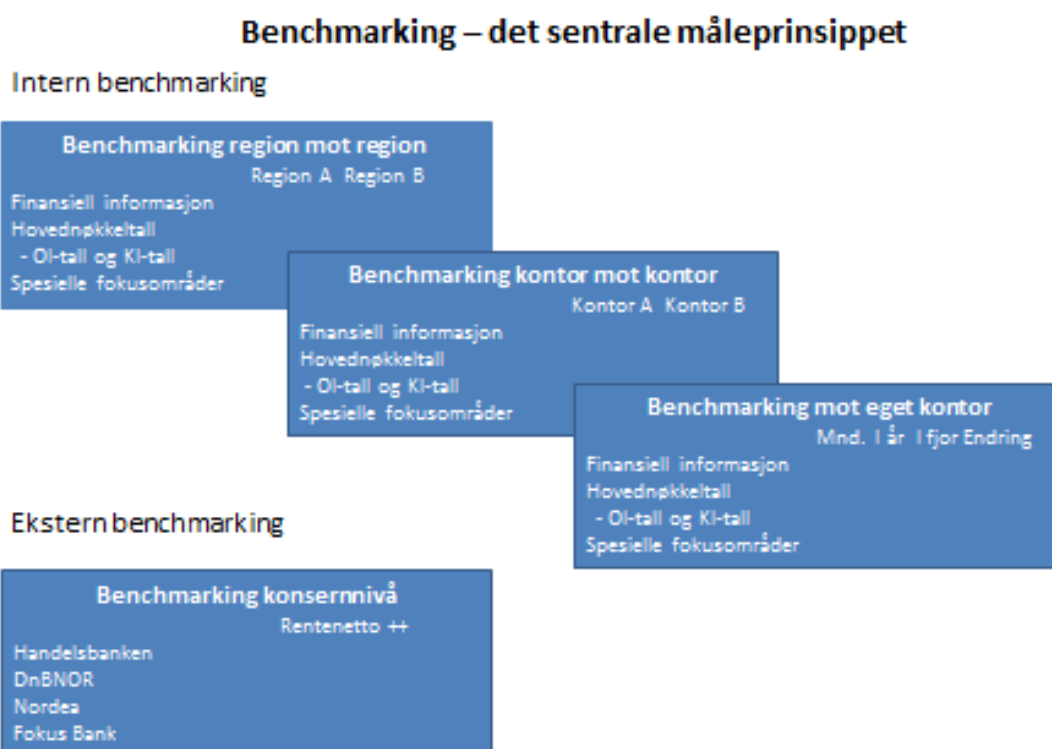 Benchmarking – det sentrale måleprinsippet
Intern benchmarking
Benchmarking region mot region
Region A Region B
Finansiell informasjon
Hovednøkkeltall
- OI-tall og KI-tall
Spesielle fokusområder
Benchmarking kontor mot kontor
Kontor A Kontor B
Finansiell informasjon
Hovednøkkeltall
- OI-tall og KI-tall
Spesielle fokusområder
Benchmarking mot eget kontor
Mnd. I år I fjor Endring
Finansiell informasjon
Hovednøkkeltall
- OI-tall og KI-tall
Spesielle fokusområder
Ekstern benchmarking
Benchmarking konsernnivå
Rentenetto ++
Handelsbanken
DnBNOR
Nordea
Fokus Bank